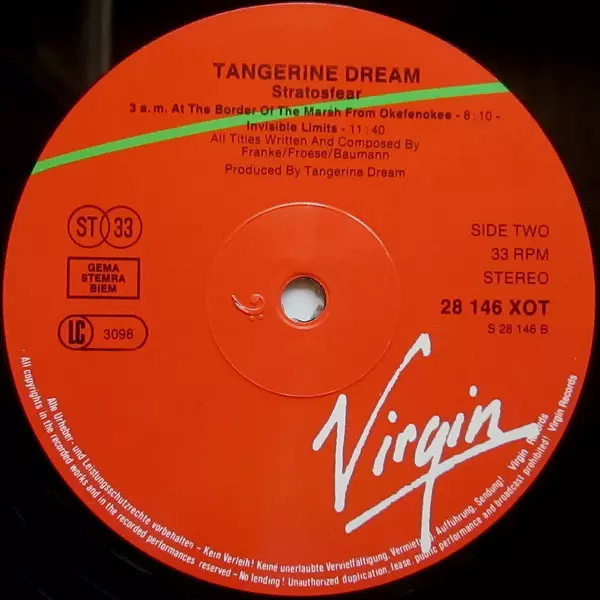 TANGERINE DREAM
Stratosfear
3 a.m. At The Border Of The Marsh From Okefenokee - 8:10 -
Invisible Limits - 11:40
All Titles Written And Composed By
Franke/Froese/Baumann
Produced By Tangerine Dream
ST 33
GEMA
STEMRA
BIEM
LC 3098
SIDE TWO
33 RPM
STEREO
28 146 XOT
S 28 146 B
Virgin
Alle Urheber- und Leistungsschutzrechte vorbehalten - Kein Verleih! Keine unerlaubte Vervielfältigung, Vermietung, Aufführung, Sendung! Virgin Records
All copyrights in the recorded works and in the recorded performances reserved - No lending! Unauthorized duplication, lease, public performance and broadcast prohibited! Virgin Records